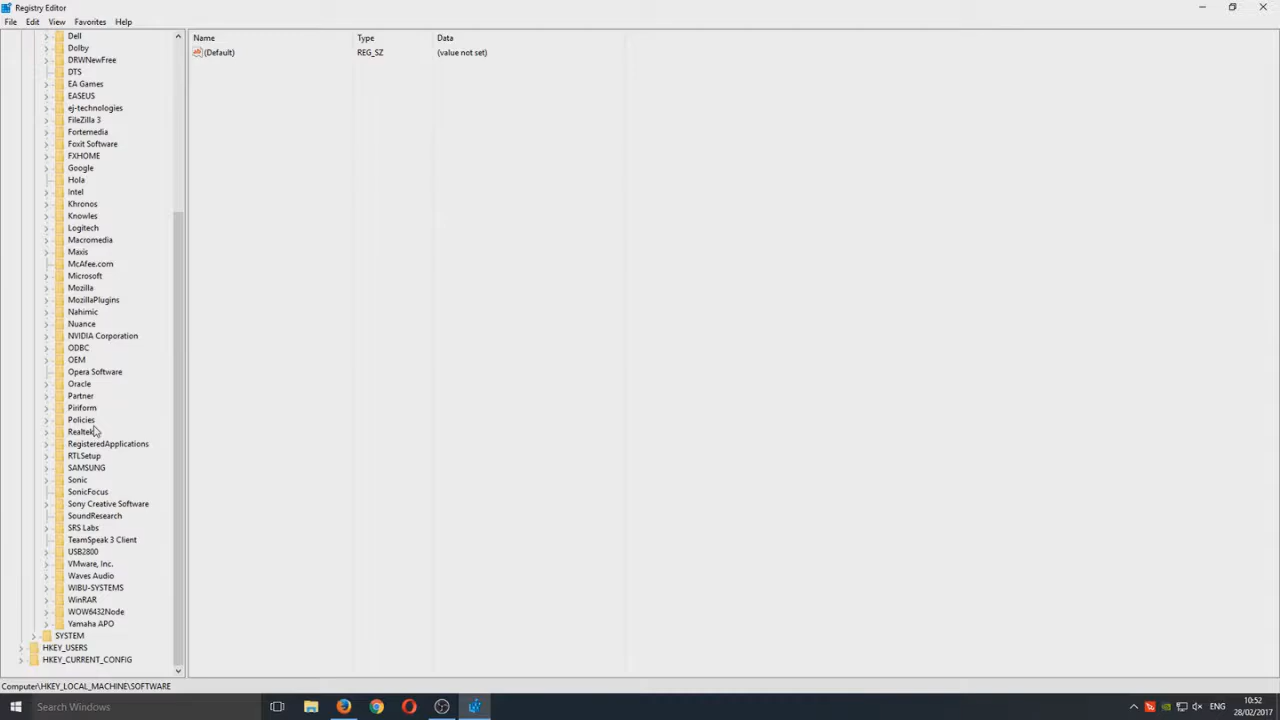 Registry Editor
File Edit View Favorites Help
Name Type Data
(Default) REG_SZ (value not set)
Dell
Dolby
DRWNewFree
DTS
EA Games
EASEUS
ej-technologies
FileZilla 3
Fortemedia
Foxit Software
FXHOME
Google
Hola
Intel
Khronos
Knowles
Logitech
Macromedia
Maxis
McAfee.com
Microsoft
Mozilla
MozillaPlugins
Nahimic
Nuance
NVIDIA Corporation
ODBC
OEM
Opera Software
Oracle
Partner
Piriform
Policies
Realtek
RegisteredApplications
RTLSetup
SAMSUNG
Sonic
SonicFocus
Sony Creative Software
SoundResearch
SRS Labs
TeamSpeak 3 Client
USB2800
VMware, Inc.
Waves Audio
WIBU-SYSTEMS
WinRAR
WOW6432Node
Yamaha APO
SYSTEM
HKEY_USERS
HKEY_CURRENT_CONFIG
Computer\HKEY_LOCAL_MACHINE\SOFTWARE
Search Windows
ENG
10:52
28/02/2017